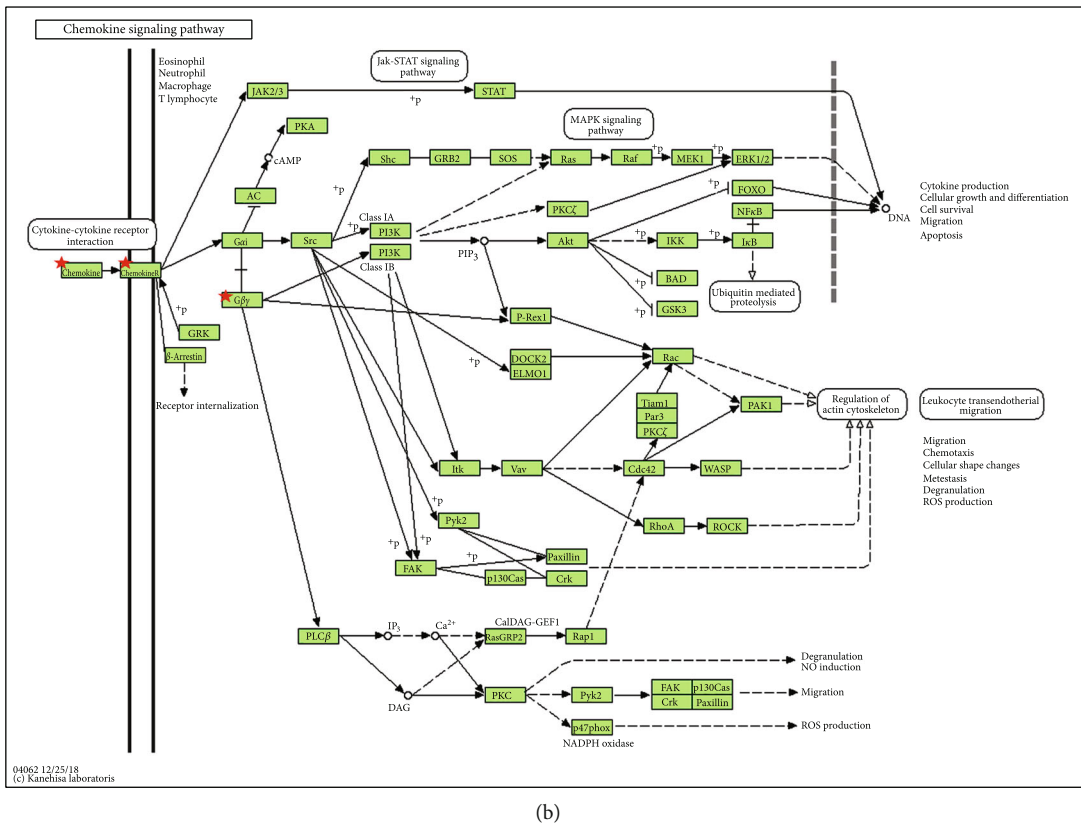 Chemokine signaling pathway
Eosinophil
Neutrophil
Macrophage
T lymphocyte
Jak-STAT signaling
pathway
JAK2/3
+p
STAT
MAPK signaling
pathway
PKA
cAMP
AC
Shc
GRB2
SOS
Ras
Raf
+p
MEK1
+p
ERK1/2
+p
+p
FOXO
PKCζ
NFκB
DNA
Cytokine production
Cellular growth and differentiation
Cell survival
Migration
Apoptosis
Cytokine-cytokine receptor
interaction
Chemokine
ChemokineR
Gαi
Src
+p
Class IA
PI3K
PI3K
Class IB
PIP3
Akt
+p
IKK
+p
IκB
+p
BAD
Ubiquitin mediated
proteolysis
+p
GSK3
Gβγ
+p
GRK
β-Arrestin
Receptor internalization
P-Rex1
+p
DOCK2
ELMO1
Rac
Tiam1
Par3
PKCζ
PAK1
Regulation of
actin cytoskeleton
Leukocyte transendotherial
migration
Itk
Vav
Cdc42
WASP
Migration
Chemotaxis
Cellular shape changes
Metestasis
Degranulation
ROS production
+p
Pyk2
RhoA
ROCK
+p
+p
FAK
+p
Paxillin
p130Cas
Crk
PLCβ
IP3
Ca2+
CalDAG-GEF1
RasGRP2
Rap1
DAG
PKC
Degranulation
NO induction
Pyk2
FAK
p130Cas
Crk
Paxillin
Migration
p47phox
NADPH oxidase
ROS production
04062 12/25/18
(c) Kanehisa laboratoris
(b)